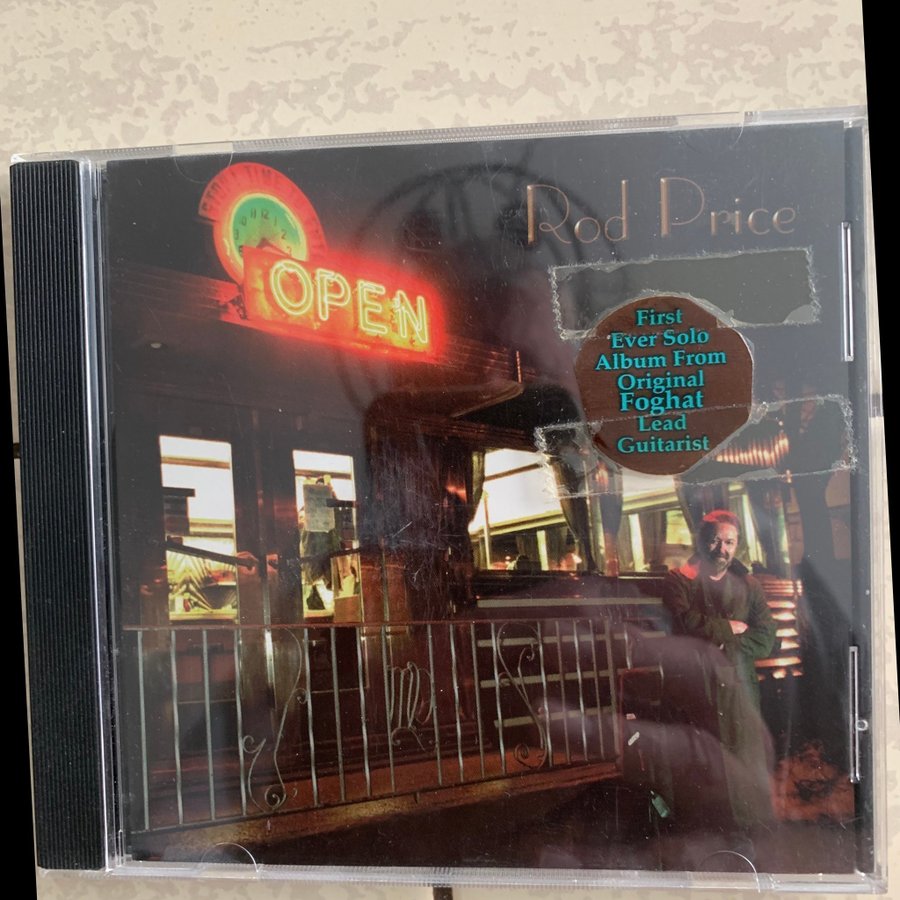 Rod Price
OPEN
First
Ever Solo
Album From
Original
Foghat
Lead
Guitarist